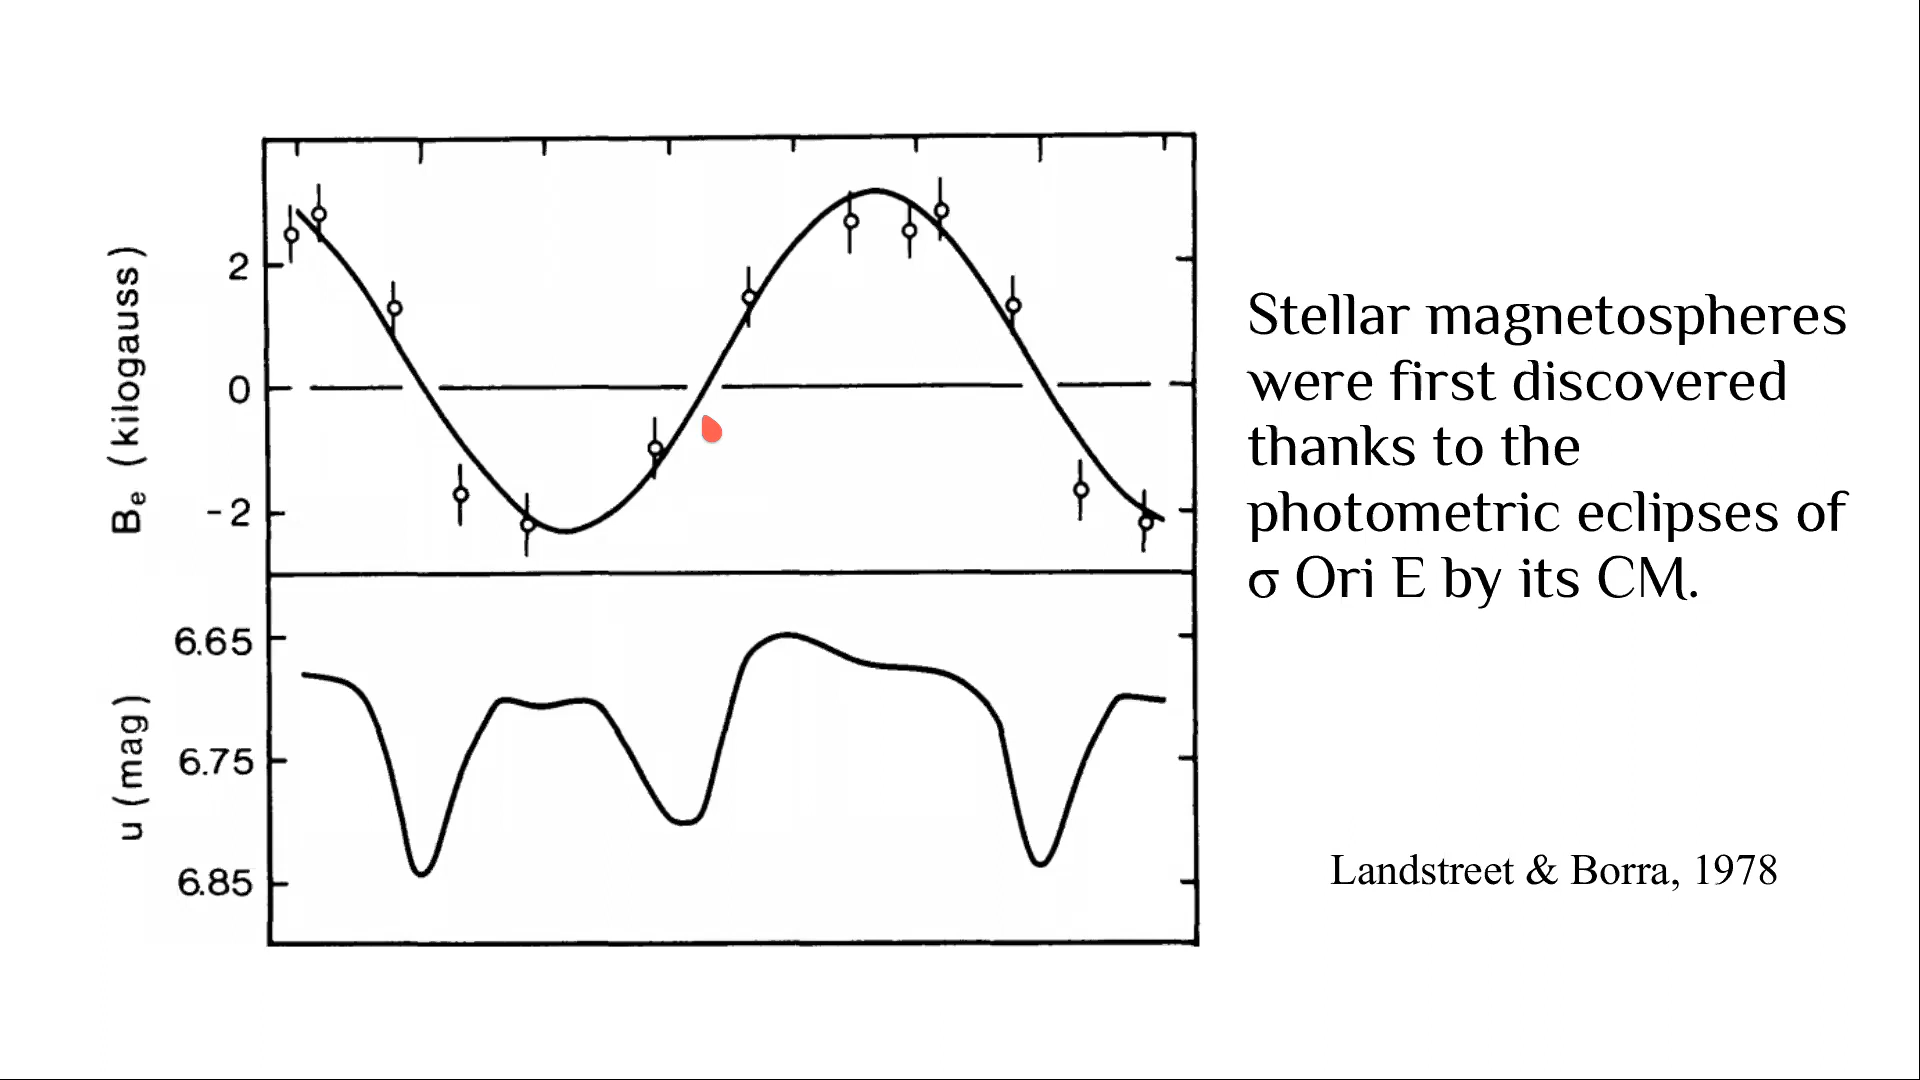 B_e (kilogauss)
2
0
-2
u (mag)
6.65
6.75
6.85
Stellar magnetospheres
were first discovered
thanks to the
photometric eclipses of
σ Ori E by its CM.
Landstreet & Borra, 1978